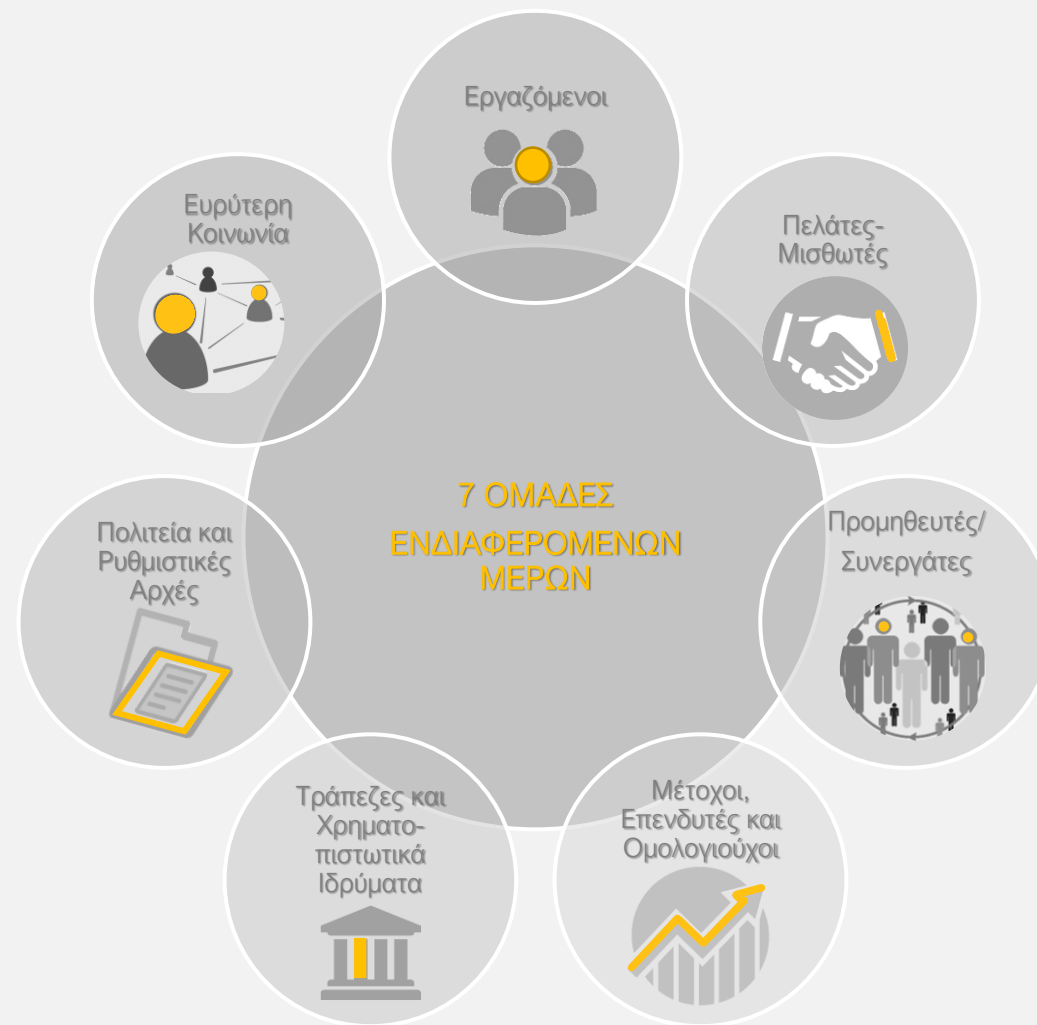 Εργαζόμενοι
Ευρύτερη
Κοινωνία
Πελάτες-
Μισθωτές
7 ΟΜΑΔΕΣ
ΕΝΔΙΑΦΕΡΟΜΕΝΩΝ
ΜΕΡΩΝ
Πολιτεία και
Ρυθμιστικές
Αρχές
Προμηθευτές/
Συνεργάτες
Τράπεζες και
Χρηματο-
πιστωτικά
Ιδρύματα
Μέτοχοι,
Επενδυτές και
Ομολογιούχοι